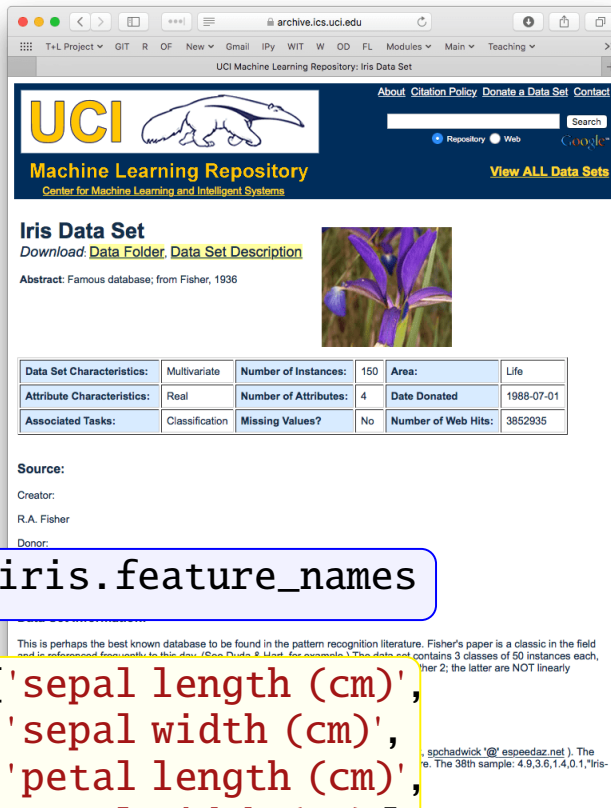 archive.ics.uci.edu
T+L Project GIT R OF New Gmail IPy WIT W OD FL Modules Main Teaching
UCI Machine Learning Repository: Iris Data Set
About Citation Policy Donate a Data Set Contact
UCI
Search
Repository Web Google™
Machine Learning Repository
Center for Machine Learning and Intelligent Systems
View ALL Data Sets
Iris Data Set
Download: Data Folder, Data Set Description
Abstract: Famous database; from Fisher, 1936
Data Set Characteristics: Multivariate Number of Instances: 150 Area: Life
Attribute Characteristics: Real Number of Attributes: 4 Date Donated 1988-07-01
Associated Tasks: Classification Missing Values? No Number of Web Hits: 3852935
Source:
Creator:
R.A. Fisher
Donor:
iris.feature_names
This is perhaps the best known database to be found in the pattern recognition literature. Fisher's paper is a classic in the field
and is referenced frequently to this day. (See Duda & Hart, for example.) The data set contains 3 classes of 50 instances each,
her 2; the latter are NOT linearly
['sepal length (cm)',
'sepal width (cm)',
, spchadwick '@' espeedaz.net ). The
re. The 38th sample: 4.9,3.6,1.4,0.1,"Iris-
'petal length (cm)',